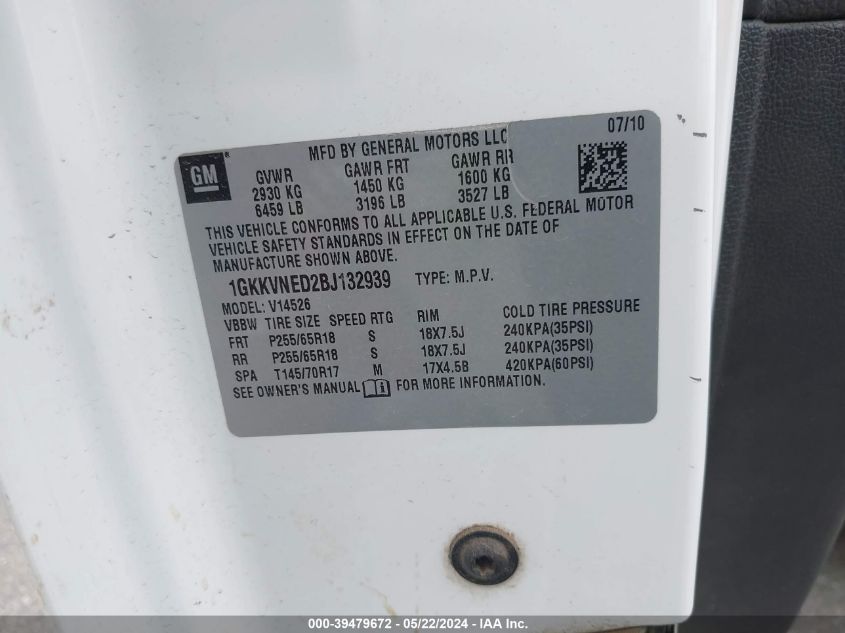 MFD BY GENERAL MOTORS LLC 07/10
GM®
GVWR GAWR FRT GAWR RR
2930 KG 1450 KG 1600 KG
6459 LB 3196 LB 3527 LB
THIS VEHICLE CONFORMS TO ALL APPLICABLE U.S. FEDERAL MOTOR
VEHICLE SAFETY STANDARDS IN EFFECT ON THE DATE OF
MANUFACTURE SHOWN ABOVE.
1GKKVNED2BJ132939 TYPE: M.P.V.
MODEL: V14526
VBBW TIRE SIZE SPEED RTG RIM COLD TIRE PRESSURE
FRT P255/65R18 S 18X7.5J 240KPA(35PSI)
RR P255/65R18 S 18X7.5J 240KPA(35PSI)
SPA T145/70R17 M 17X4.5B 420KPA(60PSI)
SEE OWNER'S MANUAL i FOR MORE INFORMATION.
000-39479672 - 05/22/2024 - IAA Inc.